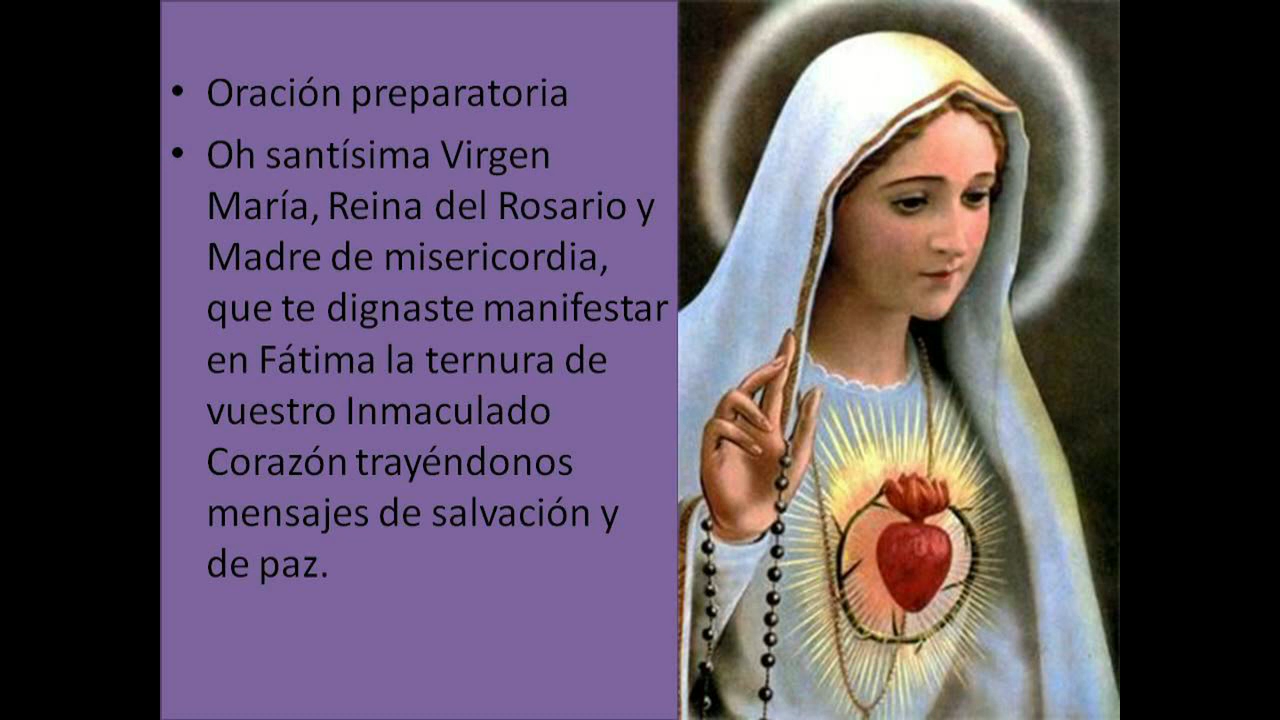 • Oración preparatoria
• Oh santísima Virgen
María, Reina del Rosario y
Madre de misericordia,
que te dignaste manifestar
en Fátima la ternura de
vuestro Inmaculado
Corazón trayéndonos
mensajes de salvación y
de paz.